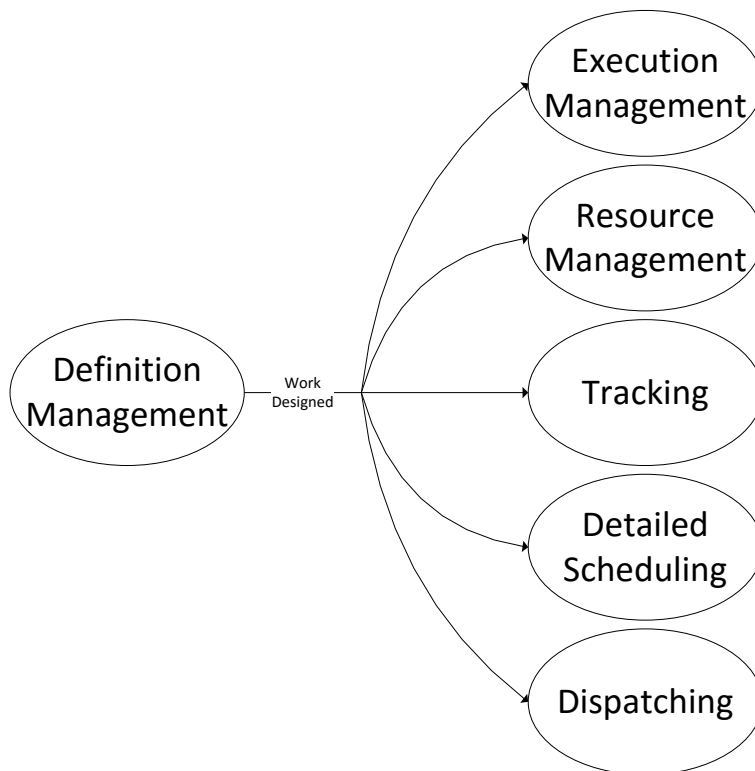 Execution
Management
Resource
Management
Definition
Management
Work
Designed
Tracking
Detailed
Scheduling
Dispatching